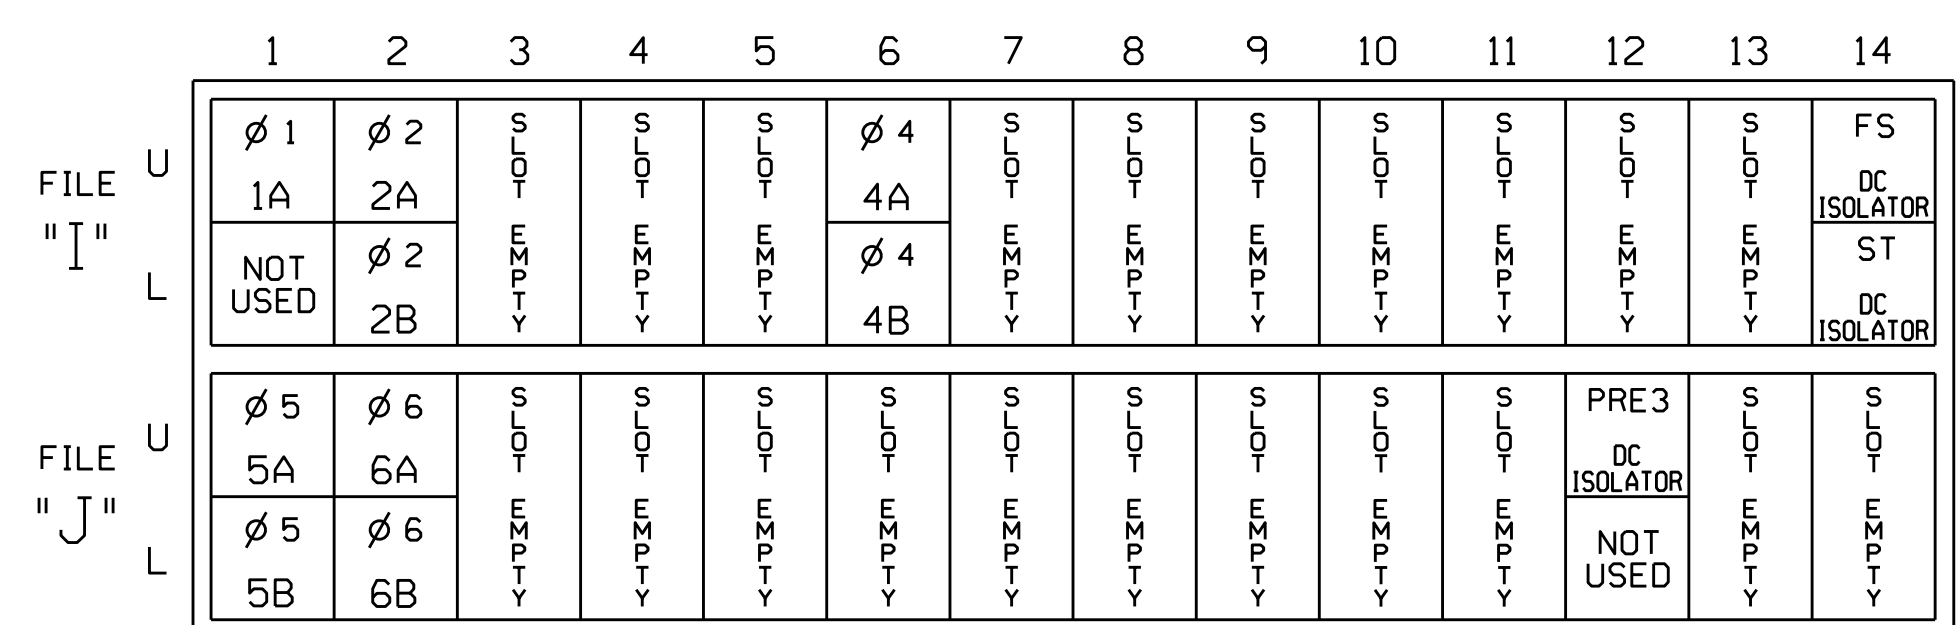 1 2 3 4 5 6 7 8 9 10 11 12 13 14
FILE
"I"
U
L
Ø 1
1A
NOT
USED
Ø 2
2A
Ø 2
2B
SLOT EMPTY
SLOT EMPTY
SLOT EMPTY
Ø 4
4A
Ø 4
4B
SLOT EMPTY
SLOT EMPTY
SLOT EMPTY
SLOT EMPTY
SLOT EMPTY
SLOT EMPTY
SLOT EMPTY
FS
DC
ISOLATOR
ST
DC
ISOLATOR
FILE
"J"
U
L
Ø 5
5A
Ø 5
5B
Ø 6
6A
Ø 6
6B
SLOT EMPTY
SLOT EMPTY
SLOT EMPTY
SLOT EMPTY
SLOT EMPTY
SLOT EMPTY
SLOT EMPTY
SLOT EMPTY
SLOT EMPTY
PRE3
DC
ISOLATOR
NOT
USED
SLOT EMPTY
SLOT EMPTY